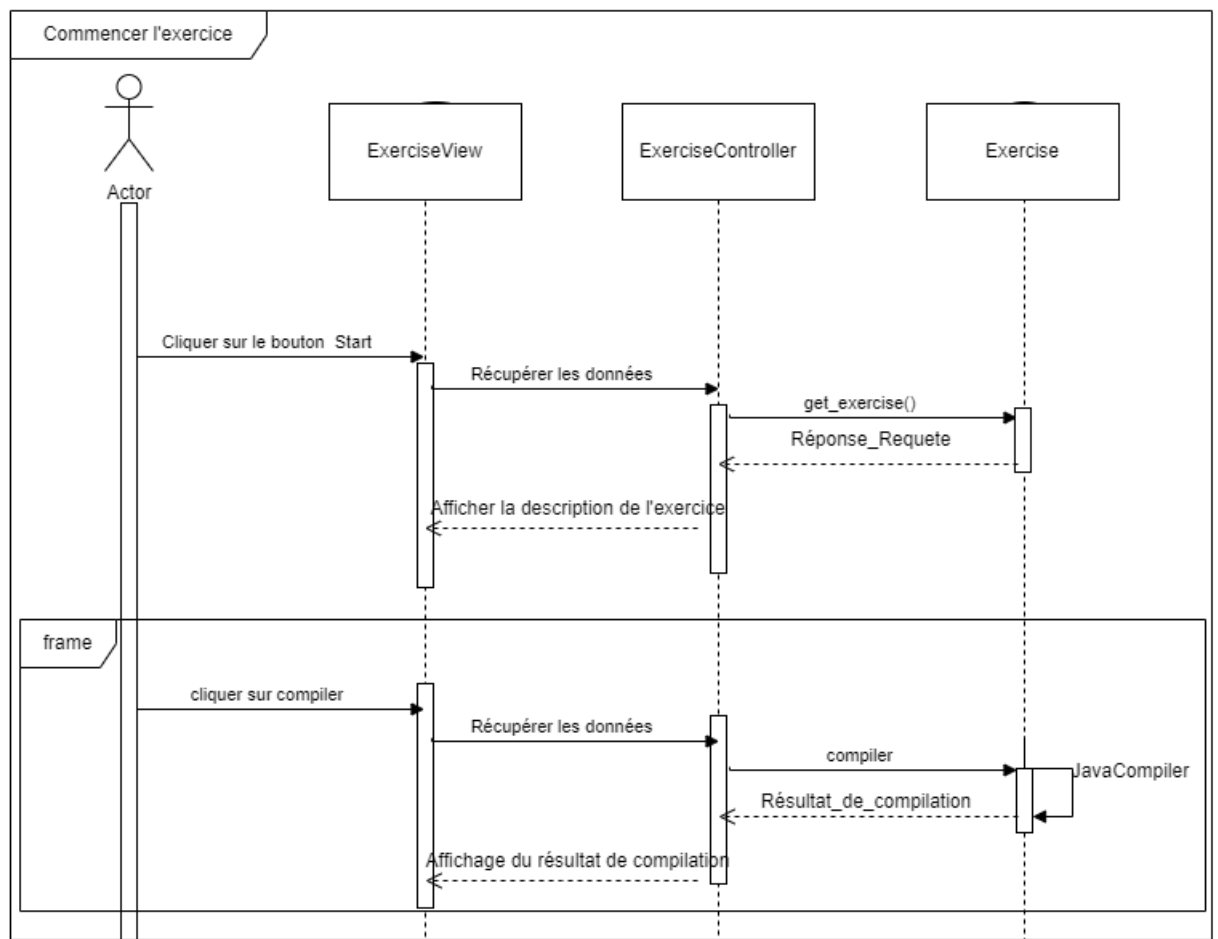 Commencer l'exercice
Actor
ExerciseView
ExerciseController
Exercise
Cliquer sur le bouton Start
Récupérer les données
get_exercise()
Réponse_Requete
Afficher la description de l'exercice
frame
cliquer sur compiler
Récupérer les données
compiler
JavaCompiler
Résultat_de_compilation
Affichage du résultat de compilation